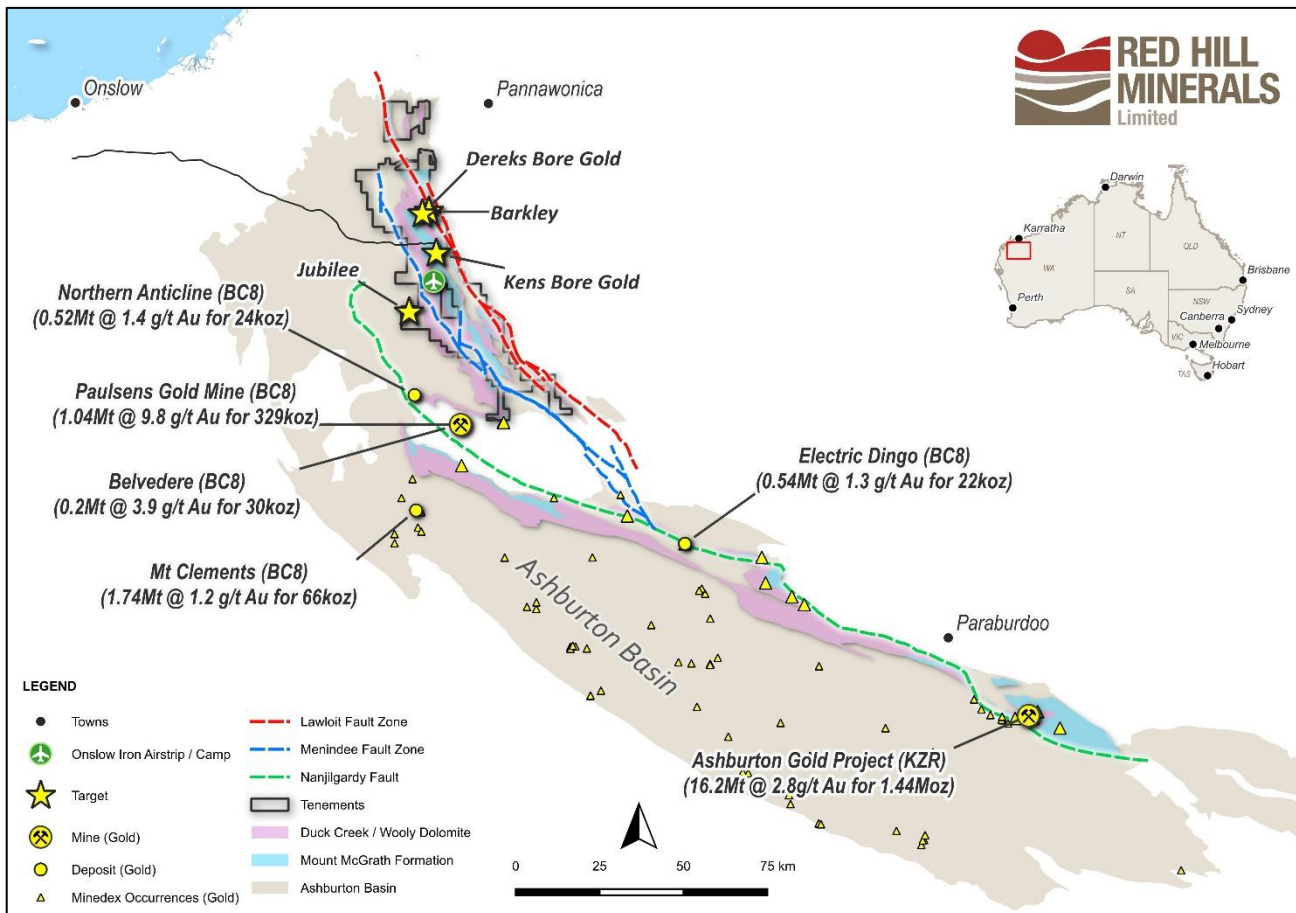 RED HILL
MINERALS
Limited
Onslow
Pannawonica
Dereks Bore Gold
Barkley
Kens Bore Gold
Jubilee
Northern Anticline (BC8)
(0.52Mt @ 1.4 g/t Au for 24koz)
Paulsens Gold Mine (BC8)
(1.04Mt @ 9.8 g/t Au for 329koz)
Belvedere (BC8)
(0.2Mt @ 3.9 g/t Au for 30koz)
Mt Clements (BC8)
(1.74Mt @ 1.2 g/t Au for 66koz)
Electric Dingo (BC8)
(0.54Mt @ 1.3 g/t Au for 22koz)
Ashburton Basin
Paraburdoo
Ashburton Gold Project (KZR)
(16.2Mt @ 2.8g/t Au for 1.44Moz)
Darwin
Karratha
NT
QLD
WA
Brisbane
SA
Perth
NSW
Sydney
Canberra
VIC
Melbourne
TAS
Hobart
LEGEND
Towns
Onslow Iron Airstrip / Camp
Target
Mine (Gold)
Deposit (Gold)
Minedex Occurrences (Gold)
Lawloit Fault Zone
Menindee Fault Zone
Nanjilgardy Fault
Tenements
Duck Creek / Wooly Dolomite
Mount McGrath Formation
Ashburton Basin
0 25 50 75 km